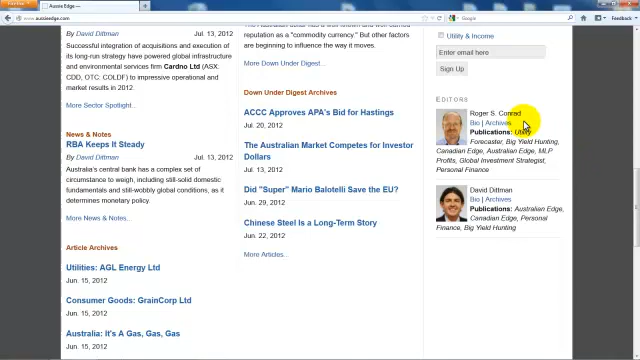 Firefox
Aussie Edge —
www.aussieedge.com
Google
Feedback
By David Dittman Jul. 13, 2012
Successful integration of acquisitions and execution of
its long-run strategy have powered global infrastructure
and environmental services firm Cardno Ltd (ASX:
CDD, OTC: COLDF) to impressive operational and
market results in 2012.
More Sector Spotlight...
News & Notes
RBA Keeps It Steady
By David Dittman Jul. 13, 2012
Australia's central bank has a complex set of
circumstance to weigh, including still-solid domestic
fundamentals and still-wobbly global conditions, as it
determines monetary policy.
More News & Notes...
Article Archives
Utilities: AGL Energy Ltd
Jun. 15, 2012
Consumer Goods: GrainCorp Ltd
Jun. 15, 2012
Australia: It's A Gas, Gas, Gas
Jun. 15, 2012
reputation as a "commodity currency." But other factors
are beginning to influence the way it moves.
More Down Under Digest...
Down Under Digest Archives
ACCC Approves APA's Bid for Hastings
Jul. 20, 2012
The Australian Market Competes for Investor
Dollars
Jul. 13, 2012
Did "Super" Mario Balotelli Save the EU?
Jun. 29, 2012
Chinese Steel Is a Long-Term Story
Jun. 22, 2012
More Articles...
Utility & Income
Enter email here
Sign Up
EDITORS
Roger S. Conrad
Bio | Archives
Publications: Utility
Forecaster, Big Yield Hunting,
Canadian Edge, Australian Edge, MLP
Profits, Global Investment Strategist,
Personal Finance
David Dittman
Bio | Archives
Publications: Australian Edge,
Canadian Edge, Personal
Finance, Big Yield Hunting